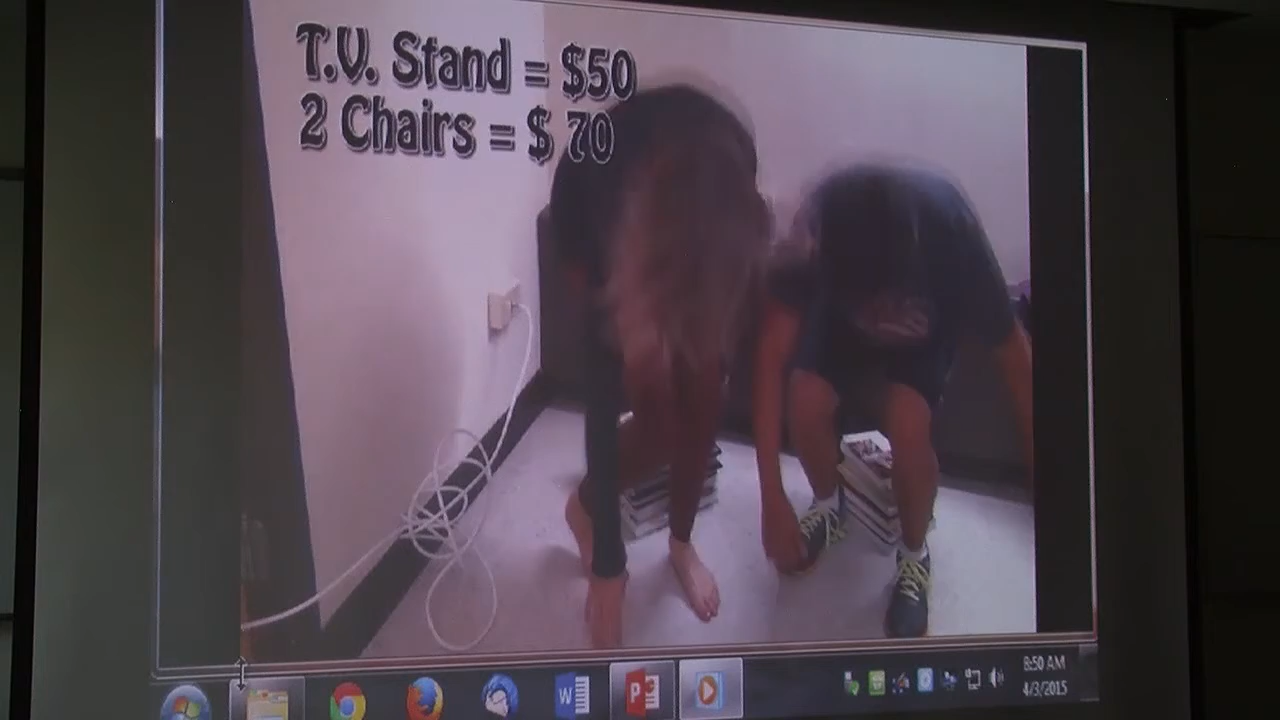 T.V. Stand = $50
2 Chairs = $ 70
8:50 AM
4/3/2015